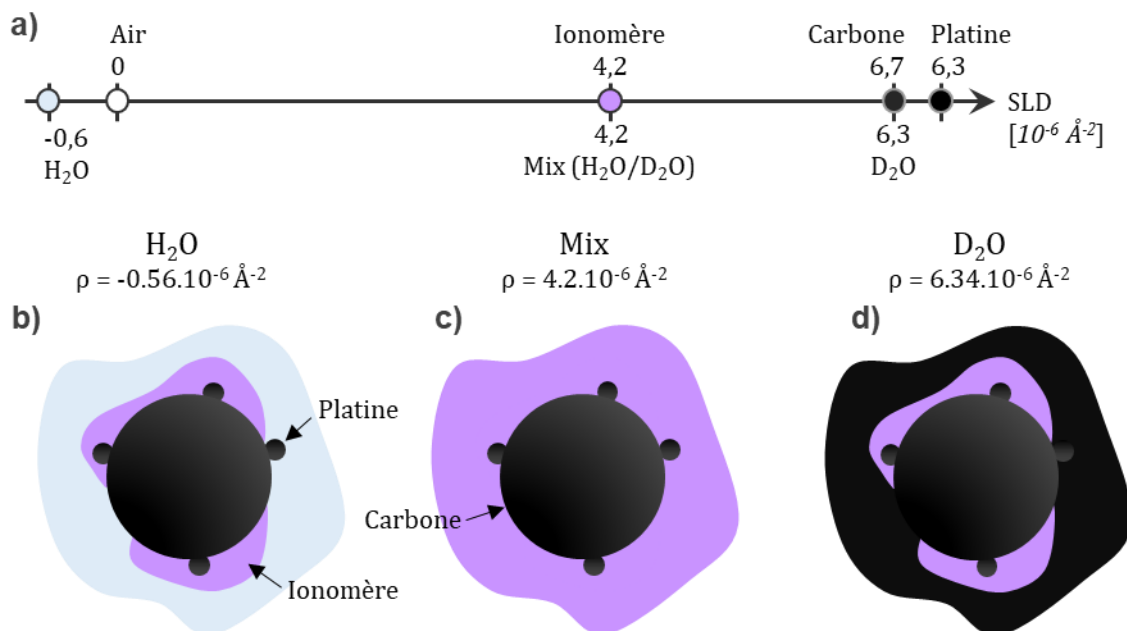 a)
Air
Ionomère
Carbone
Platine
0
4,2
6,7
6,3
SLD
[10⁻⁶ Å⁻²]
-0,6
4,2
6,3
H₂O
Mix (H₂O/D₂O)
D₂O
H₂O
ρ = -0.56.10⁻⁶ Å⁻²
Mix
ρ = 4.2.10⁻⁶ Å⁻²
D₂O
ρ = 6.34.10⁻⁶ Å⁻²
b)
c)
d)
Platine
Carbone
Ionomère